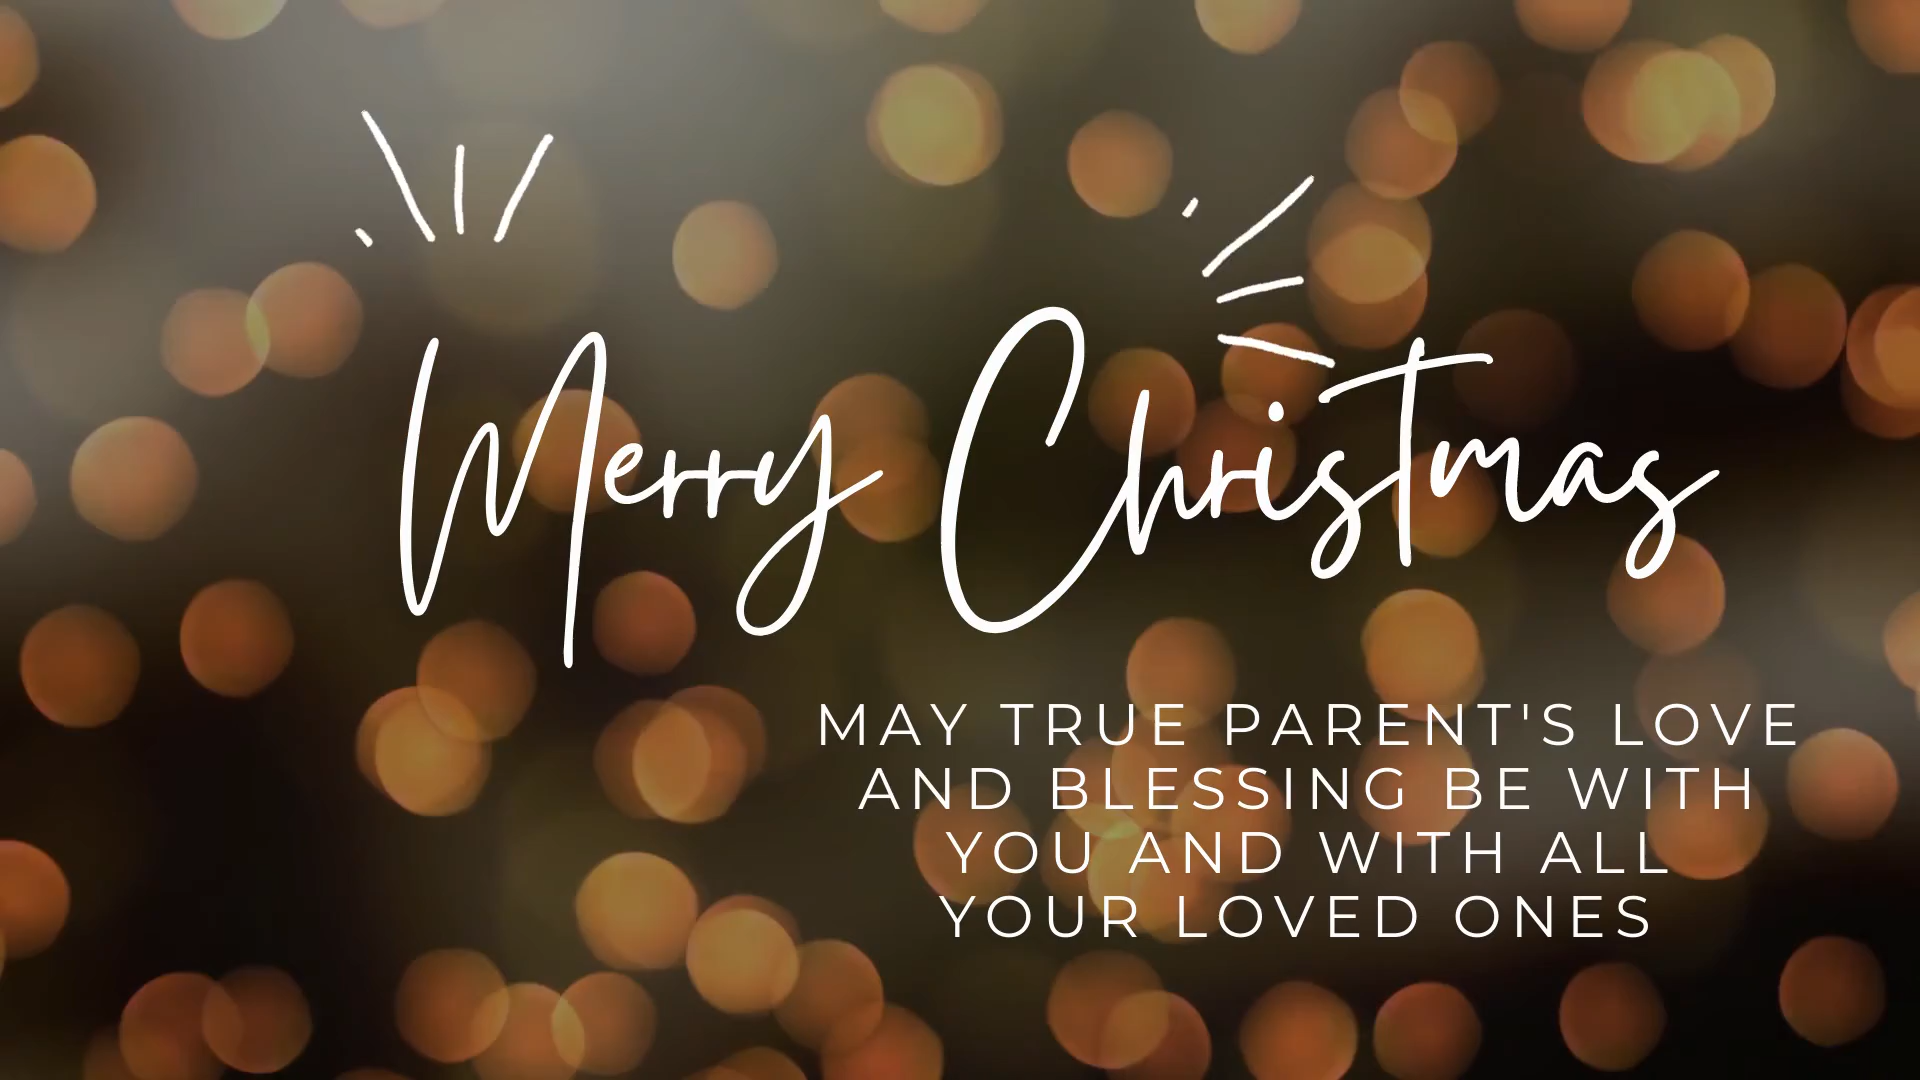 Merry Christmas
MAY TRUE PARENT'S LOVE
AND BLESSING BE WITH
YOU AND WITH ALL
YOUR LOVED ONES